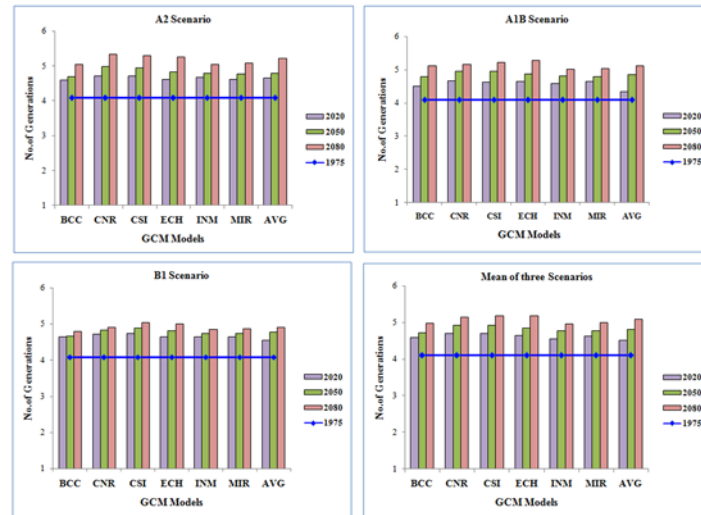 A2 Scenario
6
5
4
3
2
1
No.of Generations
BCC CNR CSI ECH INM MIR AVG
GCM Models
2020
2050
2080
1975
A1B Scenario
6
5
4
3
2
1
No.of Generations
BCC CNR CSI ECH INM MIR AVG
GCM Models
2020
2050
2080
1975
B1 Scenario
6
5
4
3
2
1
No.of Generations
BCC CNR CSI ECH INM MIR AVG
GCM Models
2020
2050
2080
1975
Mean of three Scenarios
6
5
4
3
2
1
No.of Generations
BCC CNR CSI ECH INM MIR AVG
GCM Models
2020
2050
2080
1975